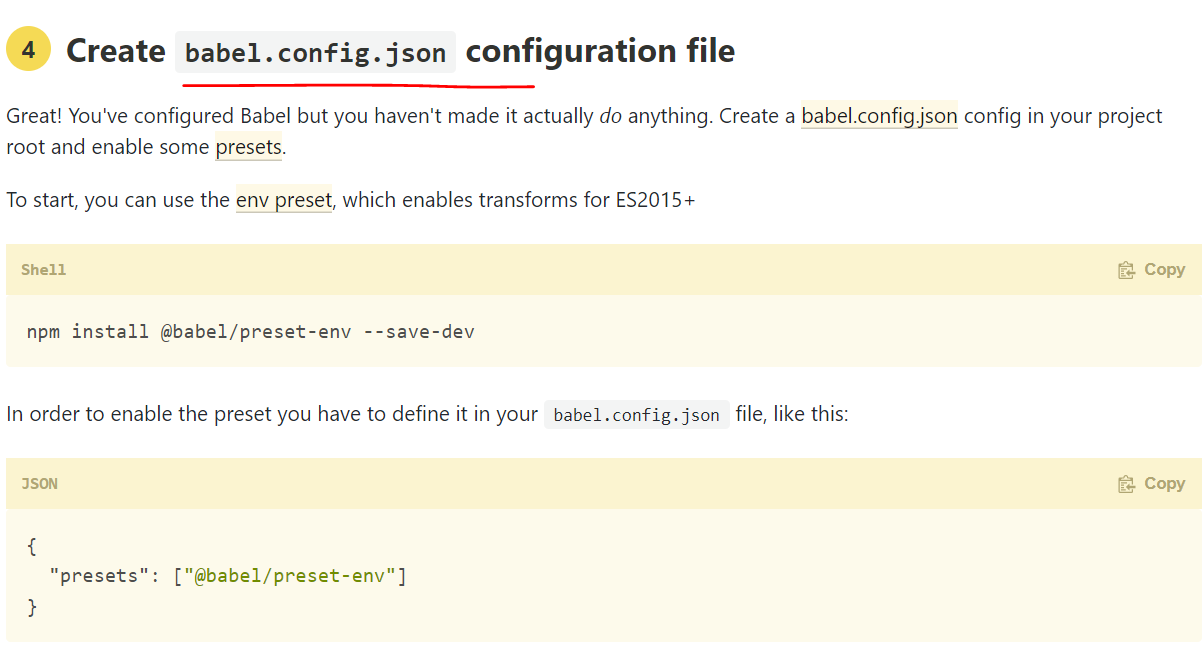 4 Create babel.config.json configuration file
Great! You've configured Babel but you haven't made it actually do anything. Create a babel.config.json config in your project
root and enable some presets.
To start, you can use the env preset, which enables transforms for ES2015+
Shell Copy
npm install @babel/preset-env --save-dev
In order to enable the preset you have to define it in your babel.config.json file, like this:
JSON Copy
{
  "presets": ["@babel/preset-env"]
}